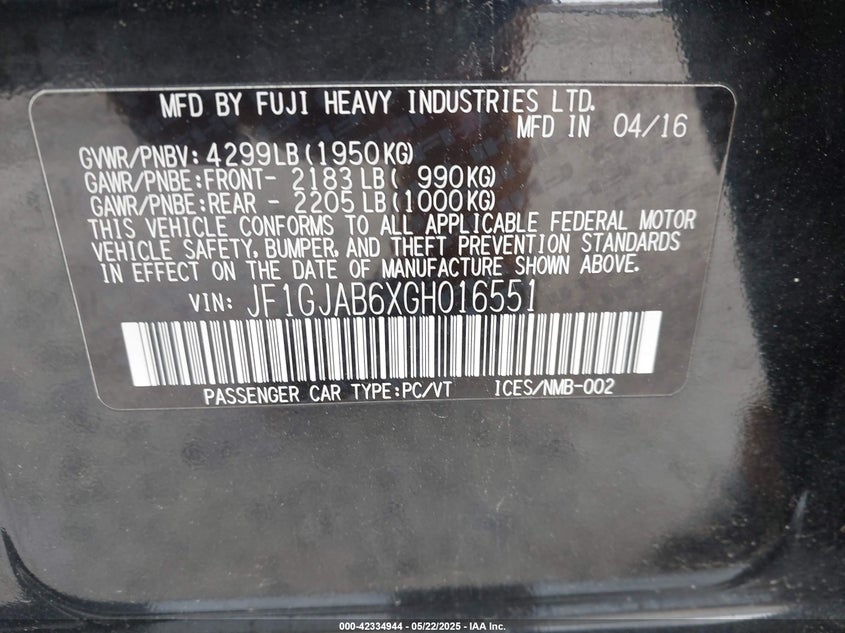 MFD BY FUJI HEAVY INDUSTRIES LTD.
MFD IN 04/16
GVWR/PNBV: 4299LB (1950KG)
GAWR/PNBE: FRONT- 2183 LB ( 990KG)
GAWR/PNBE: REAR - 2205 LB (1000KG)
THIS VEHICLE CONFORMS TO ALL APPLICABLE FEDERAL MOTOR
VEHICLE SAFETY, BUMPER, AND THEFT PREVENTION STANDARDS
IN EFFECT ON THE DATE OF MANUFACTURE SHOWN ABOVE.
VIN: JF1GJAB6XGH016551
PASSENGER CAR TYPE:PC/VT ICES/NMB-002
000-42334944 - 05/22/2025 - IAA Inc.